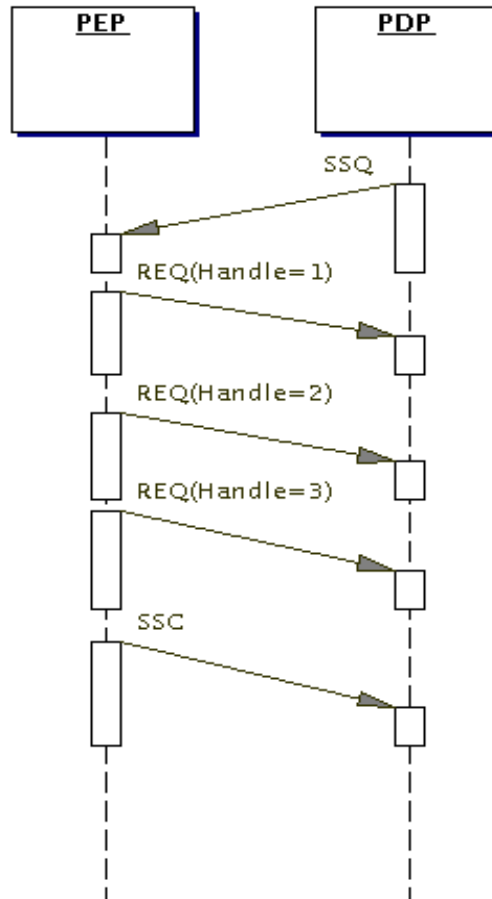 PEP
PDP
SSQ
REQ(Handle=1)
REQ(Handle=2)
REQ(Handle=3)
SSC